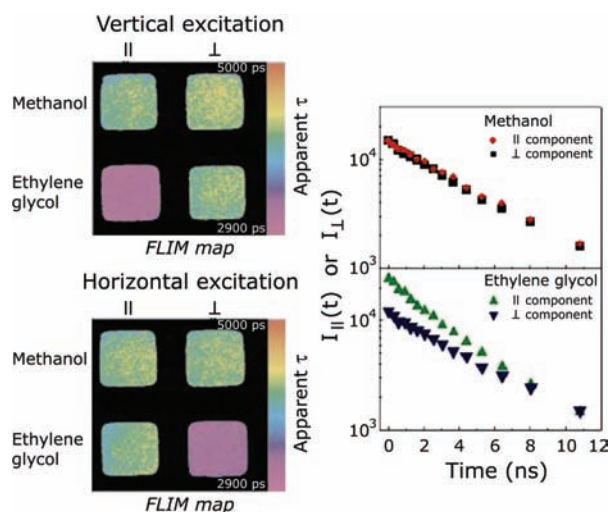 Vertical excitation
|| ⊥
5000 ps
Methanol
Ethylene
glycol
Apparent τ
2900 ps
FLIM map
Horizontal excitation
|| ⊥
5000 ps
Methanol
Ethylene
glycol
Apparent τ
2900 ps
FLIM map
I||(t) or I⊥(t)
Methanol
|| component
⊥ component
10⁴
10³
Ethylene glycol
|| component
⊥ component
10⁴
10³
0 2 4 6 8 10 12
Time (ns)